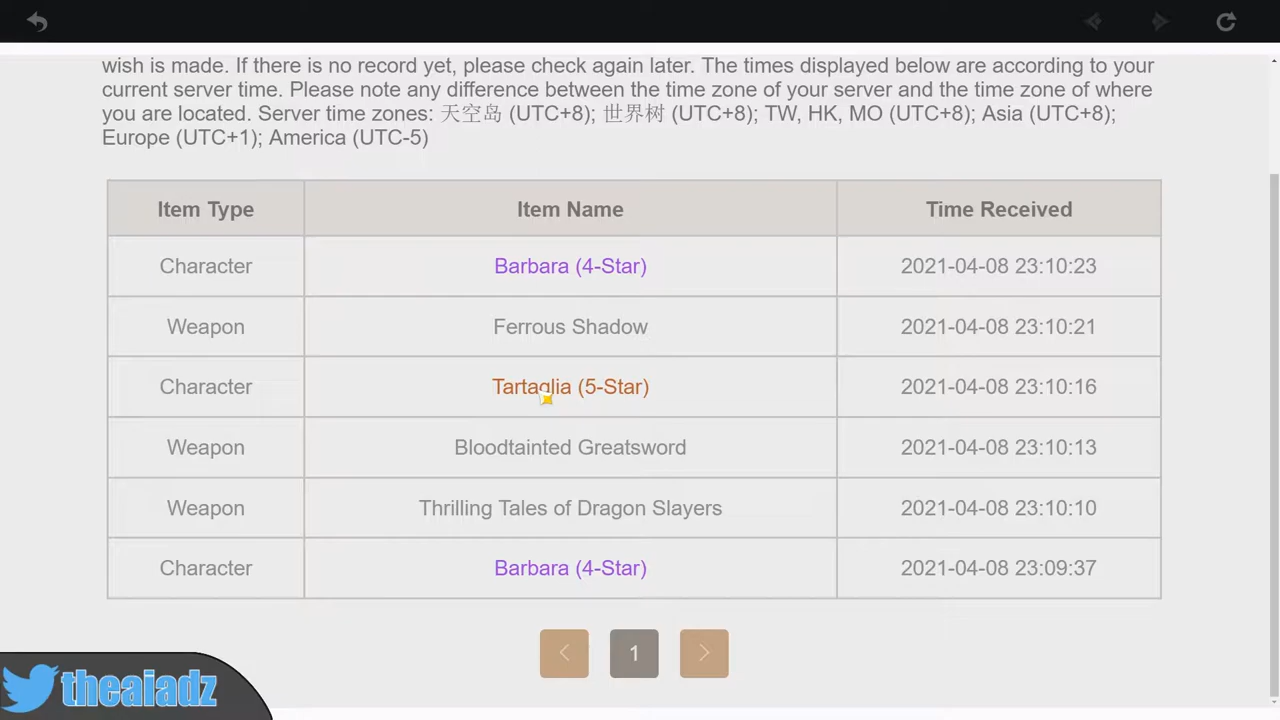 wish is made. If there is no record yet, please check again later. The times displayed below are according to your
current server time. Please note any difference between the time zone of your server and the time zone of where
you are located. Server time zones: 天空岛 (UTC+8); 世界树 (UTC+8); TW, HK, MO (UTC+8); Asia (UTC+8);
Europe (UTC+1); America (UTC-5)
Item Type Item Name Time Received
Character Barbara (4-Star) 2021-04-08 23:10:23
Weapon Ferrous Shadow 2021-04-08 23:10:21
Character Tartaglia (5-Star) 2021-04-08 23:10:16
Weapon Bloodtainted Greatsword 2021-04-08 23:10:13
Weapon Thrilling Tales of Dragon Slayers 2021-04-08 23:10:10
Character Barbara (4-Star) 2021-04-08 23:09:37
1
theaiadz